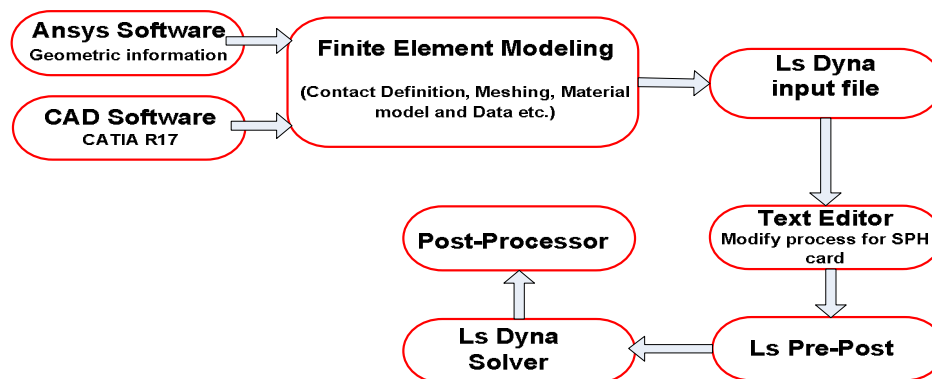 Ansys Software
Geometric information
CAD Software
CATIA R17
Finite Element Modeling
(Contact Definition, Meshing, Material
model and Data etc.)
Ls Dyna
input file
Text Editor
Modify process for SPH
card
Ls Pre-Post
Ls Dyna
Solver
Post-Processor